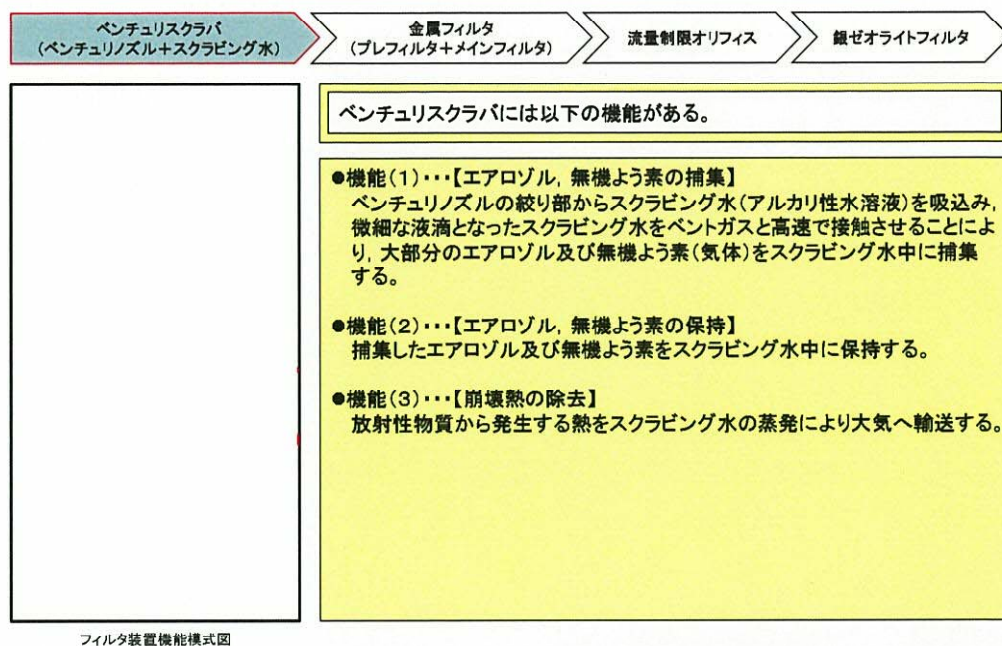 ベンチュリスクラバ
(ベンチュリノズル+スクラビング水)
金属フィルタ
(プレフィルタ+メインフィルタ)
流量制限オリフィス
銀ゼオライトフィルタ
ベンチュリスクラバには以下の機能がある。
●機能(1)・・・【エアロゾル,無機よう素の捕集】
ベンチュリノズルの絞り部からスクラビング水(アルカリ性水溶液)を吸込み,
微細な液滴となったスクラビング水をベントガスと高速で接触させることによ
り,大部分のエアロゾル及び無機よう素(気体)をスクラビング水中に捕集
する。
●機能(2)・・・【エアロゾル,無機よう素の保持】
捕集したエアロゾル及び無機よう素をスクラビング水中に保持する。
●機能(3)・・・【崩壊熱の除去】
放射性物質から発生する熱をスクラビング水の蒸発により大気へ輸送する。
フィルタ装置機能模式図